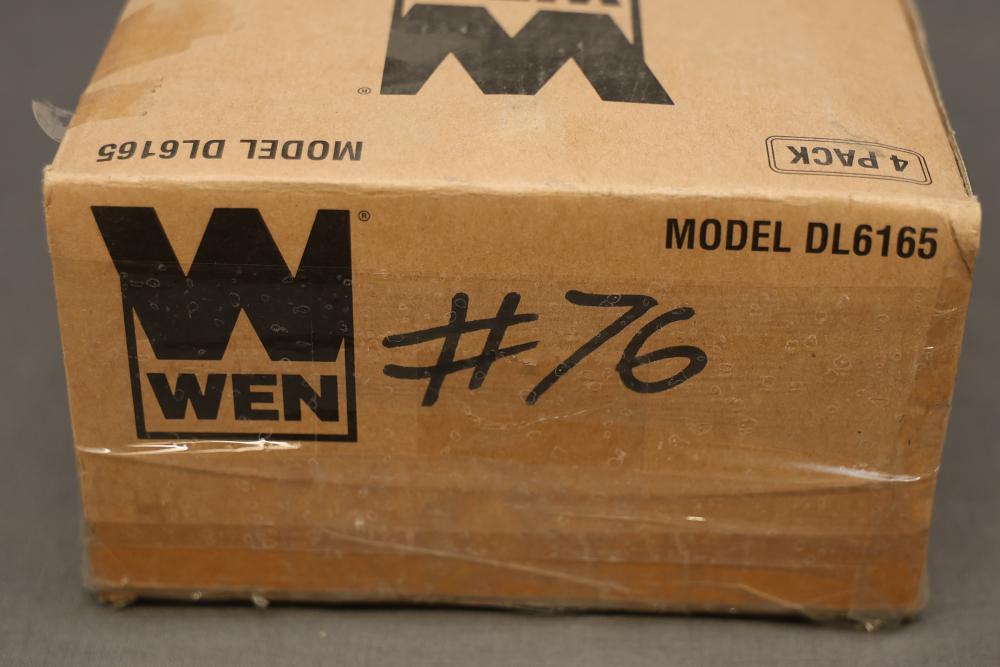 WEN
®
MODEL DL6165
4 PACK
W
®
MODEL DL6165
#76
WEN